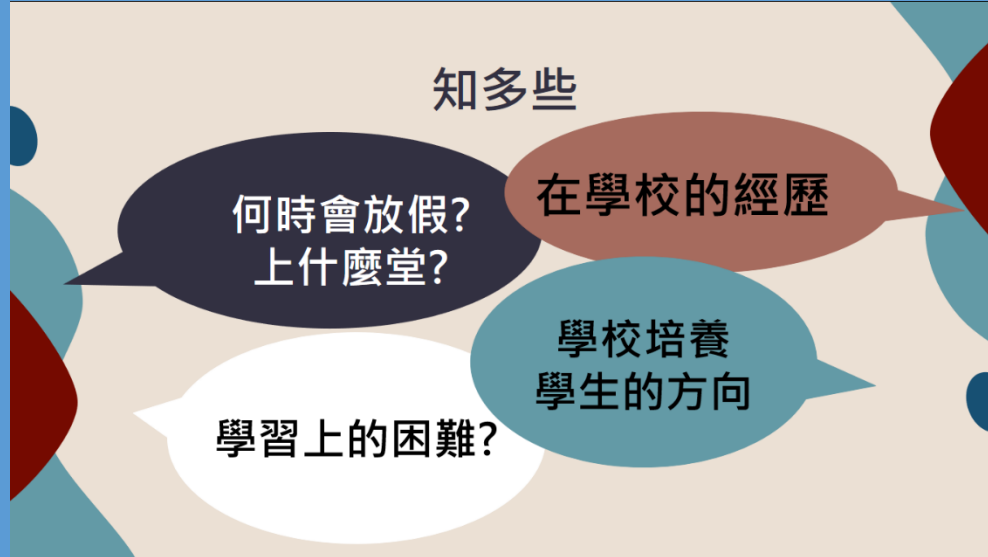 知多些
何時會放假?
上什麼堂?
在學校的經歷
學校培養
學生的方向
學習上的困難?